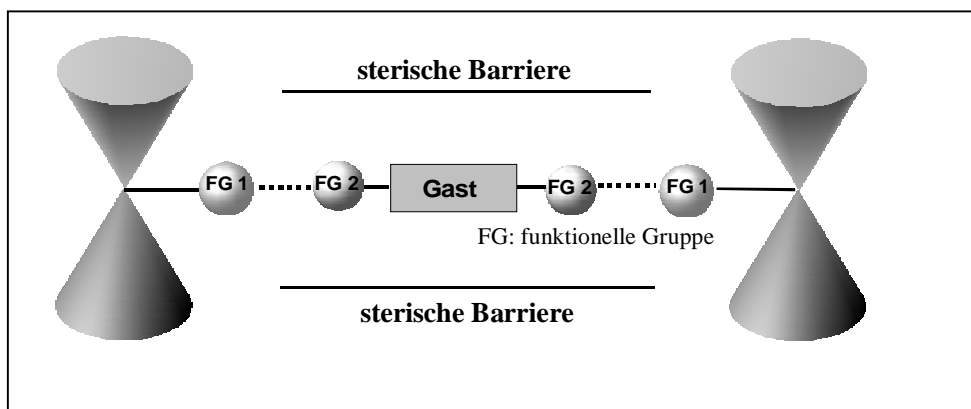 sterische Barriere
FG 1 FG 2 Gast FG 2 FG 1
FG: funktionelle Gruppe
sterische Barriere